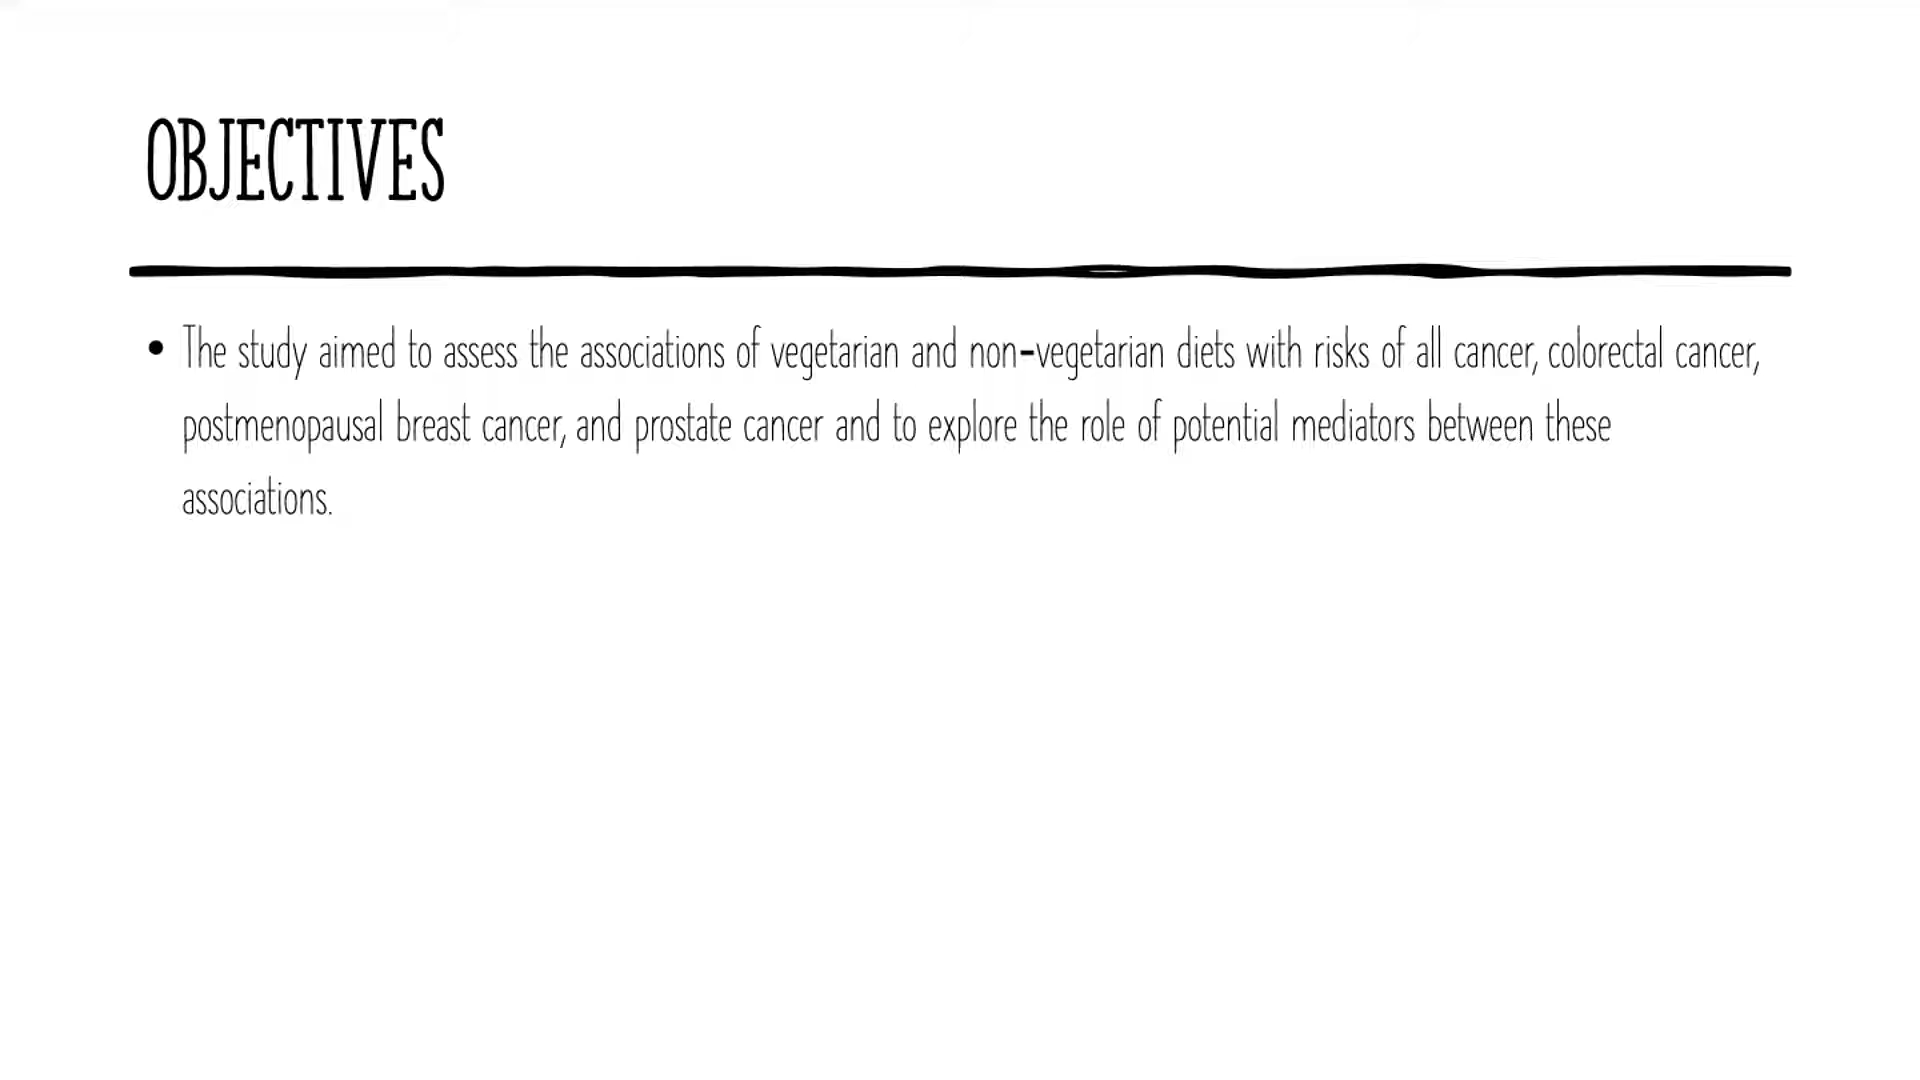 OBJECTIVES
• The study aimed to assess the associations of vegetarian and non-vegetarian diets with risks of all cancer, colorectal cancer,
postmenopausal breast cancer, and prostate cancer and to explore the role of potential mediators between these
associations.